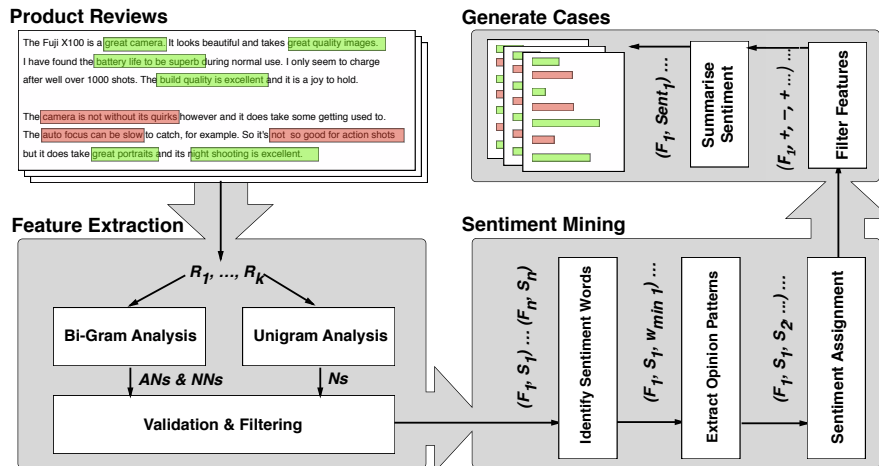 Product Reviews
The Fuji X100 is a great camera. It looks beautiful and takes great quality images.
I have found the battery life to be superb during normal use. I only seem to charge
after well over 1000 shots. The build quality is excellent and it is a joy to hold.
The camera is not without its quirks however and it does take some getting used to.
The auto focus can be slow to catch, for example. So it's not so good for action shots
but it does take great portraits and its night shooting is excellent.
Generate Cases
(F1, Sent1) ...
Summarise
Sentiment
(F1, +, –, + ...) ...
Filter Features
Feature Extraction
R1, ..., Rk
Bi-Gram Analysis
Unigram Analysis
ANs & NNs
Ns
Validation & Filtering
Sentiment Mining
(F1, S1) ... (Fn, Sn)
Identify Sentiment Words
(F1, S1, wmin 1) ...
Extract Opinion Patterns
(F1, S1, S2 ...) ...
Sentiment Assignment